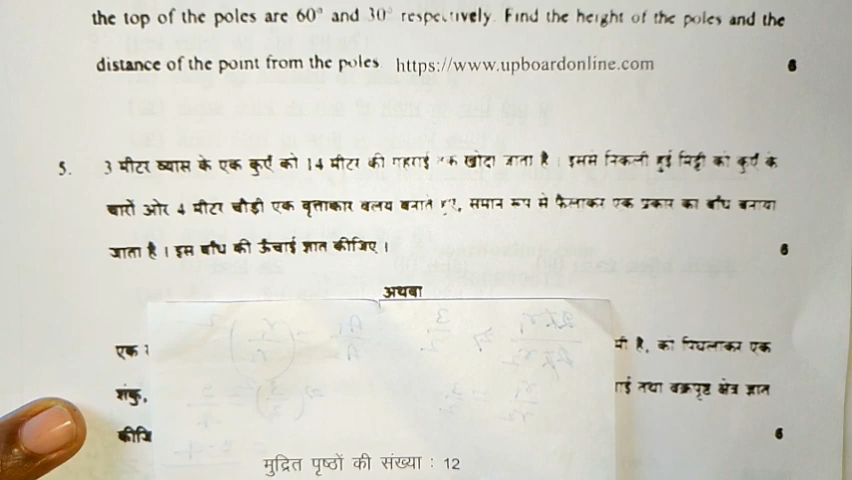 the top of the poles are 60° and 30° respectively. Find the height of the poles and the
distance of the point from the poles https://www.upboardonline.com 6
5. 3 मीटर व्यास के एक कुएँ को 14 मीटर की गहराई तक खोदा जाता है । इससे निकली हुई मिट्टी को कुएँ के
चारों ओर 4 मीटर चौड़ी एक वृत्ताकार वलय बनाते हुए, समान रूप से फैलाकर एक प्रकार का बाँध बनाया
जाता है । इस बाँध की ऊँचाई ज्ञात कीजिए । 6
अथवा
एक है, को पिघलाकर एक
शंकु, तथा वक्रपृष्ठ क्षेत्र ज्ञात
6
मुद्रित पृष्ठों की संख्या : 12